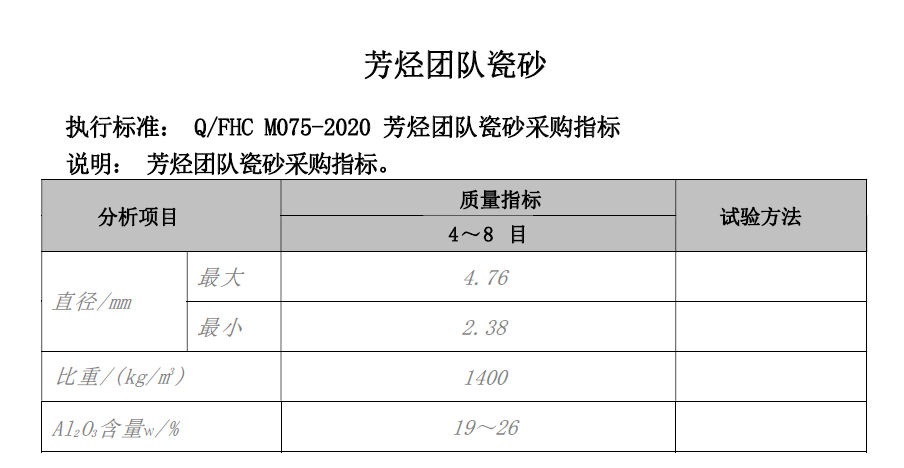 芳烃团队瓷砂
执行标准： Q/FHC M075-2020 芳烃团队瓷砂采购指标
说明： 芳烃团队瓷砂采购指标。
分析项目
质量指标
试验方法
4～8 目
直径/mm
最大
4.76
最小
2.38
比重/(kg/㎥)
1400
Al₂O₃含量w/%
19～26